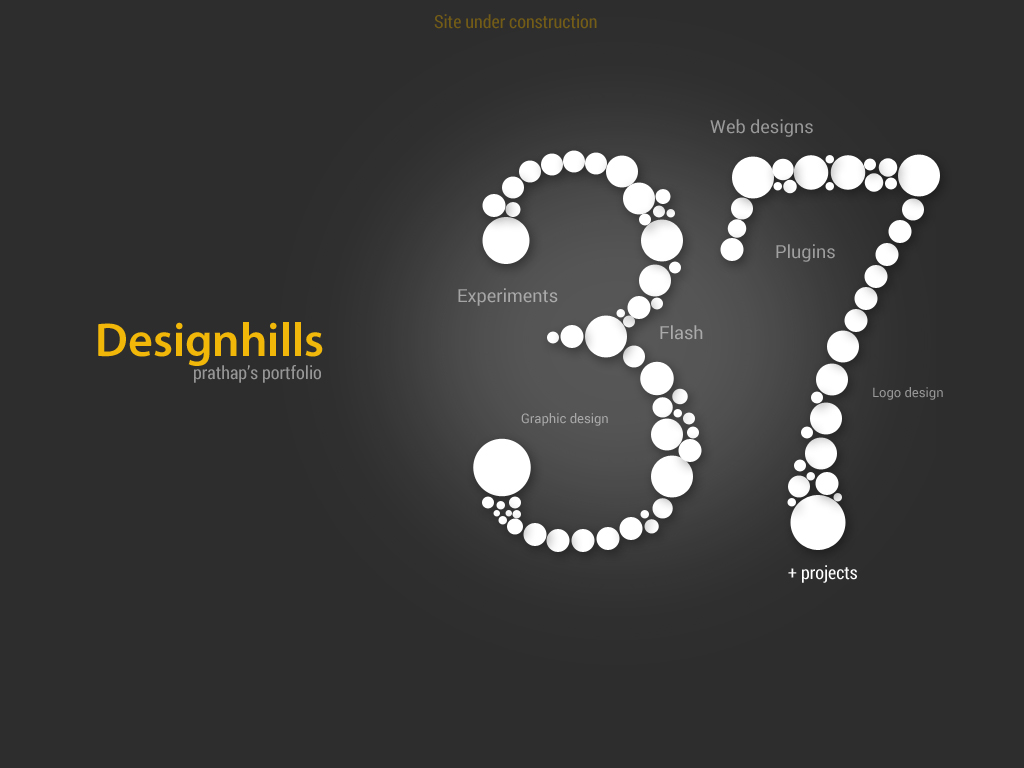 Site under construction
Web designs
37
Plugins
Experiments
Flash
Designhills
prathap's portfolio
Logo design
Graphic design
+ projects